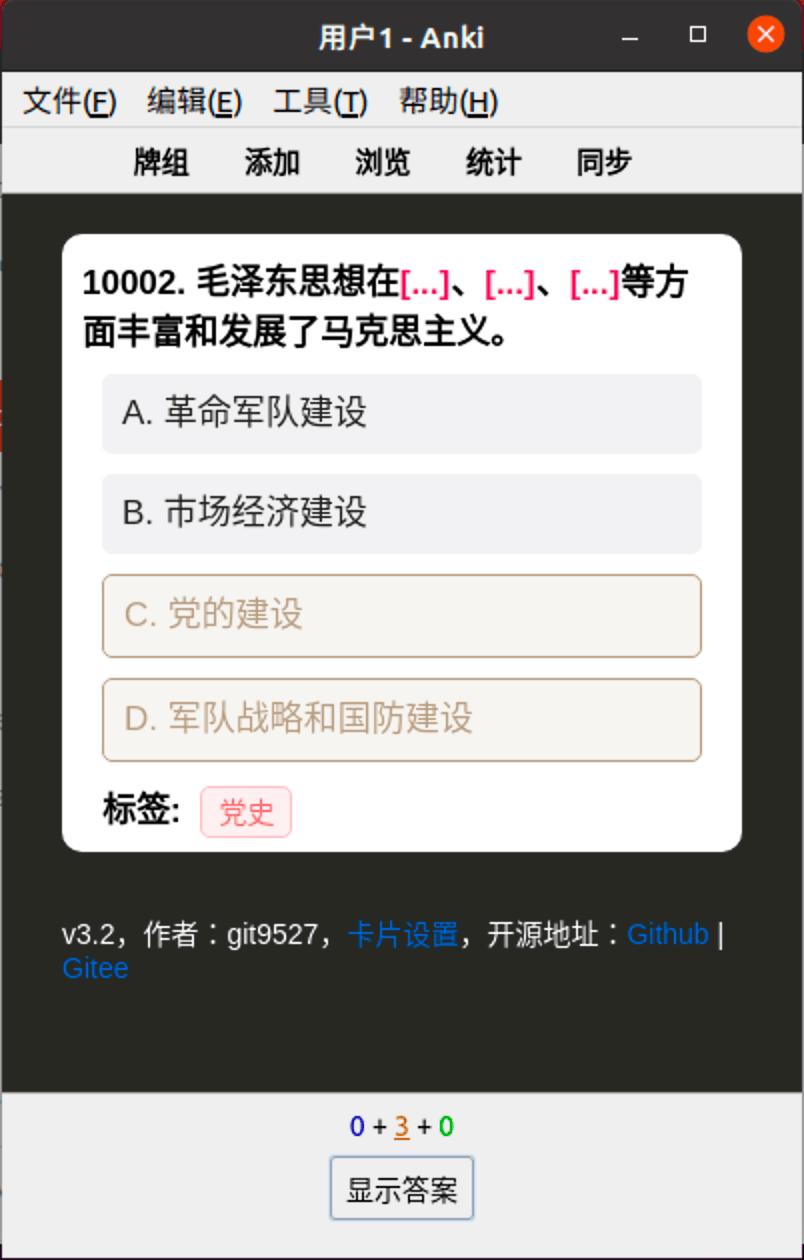 用户1 - Anki
文件(F) 编辑(E) 工具(T) 帮助(H)
牌组 添加 浏览 统计 同步
10002. 毛泽东思想在[...]、[...]、[...]等方
面丰富和发展了马克思主义。
A. 革命军队建设
B. 市场经济建设
C. 党的建设
D. 军队战略和国防建设
标签: 党史
v3.2，作者：git9527，卡片设置，开源地址：Github |
Gitee
0 + 3 + 0
显示答案